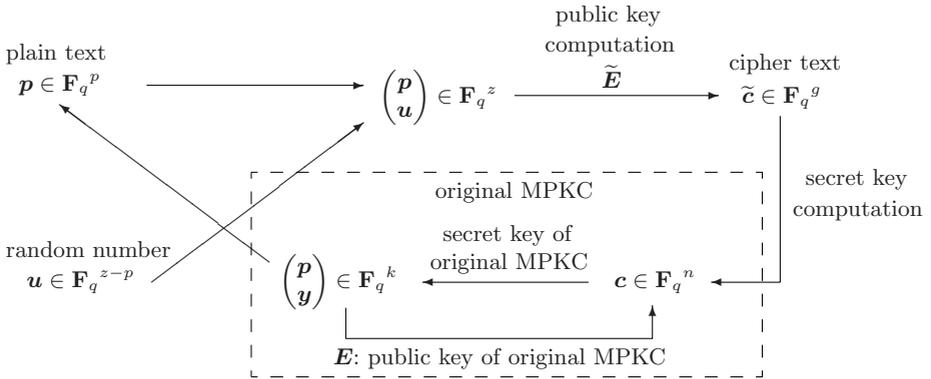 public key
computation
Ẽ
plain text
p ∈ F_q^p
(p u) ∈ F_q^z
cipher text
c̃ ∈ F_q^g
original MPKC
secret key
computation
random number
u ∈ F_q^{z−p}
secret key of
original MPKC
(p y) ∈ F_q^k
c ∈ F_q^n
E: public key of original MPKC